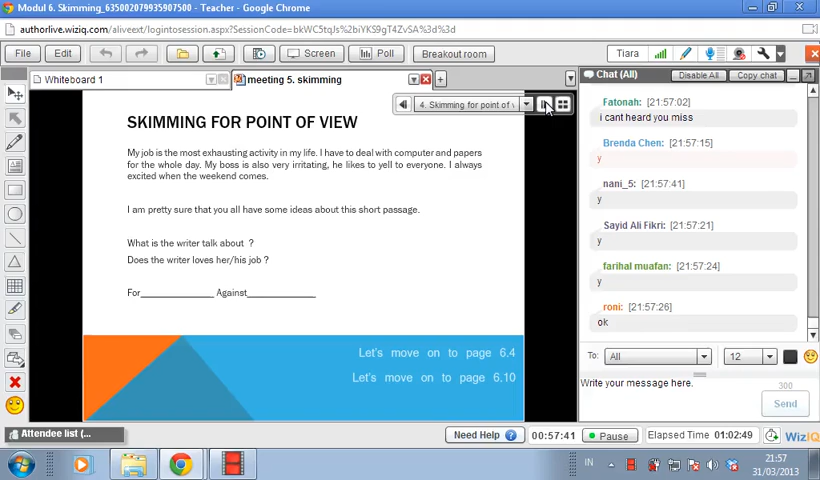 Modul 6. Skimming_635002079935907500 - Teacher - Google Chrome
authorlive.wiziq.com/aliveext/logintosession.aspx?SessionCode=bkWC5tqJs%2biYKS9gT4ZvSA%3d%3d
File Edit Screen Poll Breakout room Tiara
Whiteboard 1 meeting 5. skimming
Chat (All) Disable All Copy chat
4. Skimming for point of
SKIMMING FOR POINT OF VIEW
My job is the most exhausting activity in my life. I have to deal with computer and papers
for the whole day. My boss is also very irritating, he likes to yell to everyone. I always
excited when the weekend comes.
I am pretty sure that you all have some ideas about this short passage.
What is the writer talk about ?
Does the writer loves her/his job ?
For_______________ Against______________
Let's move on to page 6.4
Let's move on to page 6.10
Fatonah: [21:57:02]
i cant heard you miss
Brenda Chen: [21:57:15]
y
nani_5: [21:57:41]
y
Sayid Ali Fikri: [21:57:21]
y
farihal muafan: [21:57:24]
y
roni: [21:57:26]
ok
To: All 12
Write your message here.
300
Send
Attendee list (...
Need Help ? 00:57:41 Pause Elapsed Time 01:02:49 WizIQ
IN 21:57
31/03/2013